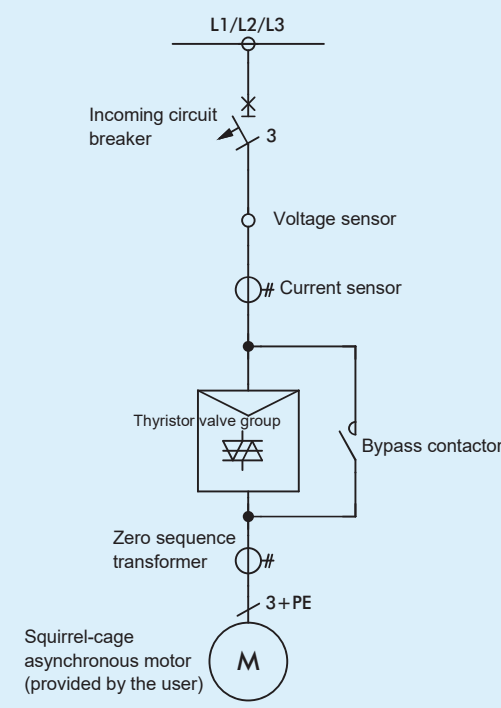 L1/L2/L3
Incoming circuit
breaker
3
Voltage sensor
Current sensor
Thyristor valve group
Bypass contactor
Zero sequence
transformer
3+PE
Squirrel-cage
asynchronous motor
(provided by the user)
M